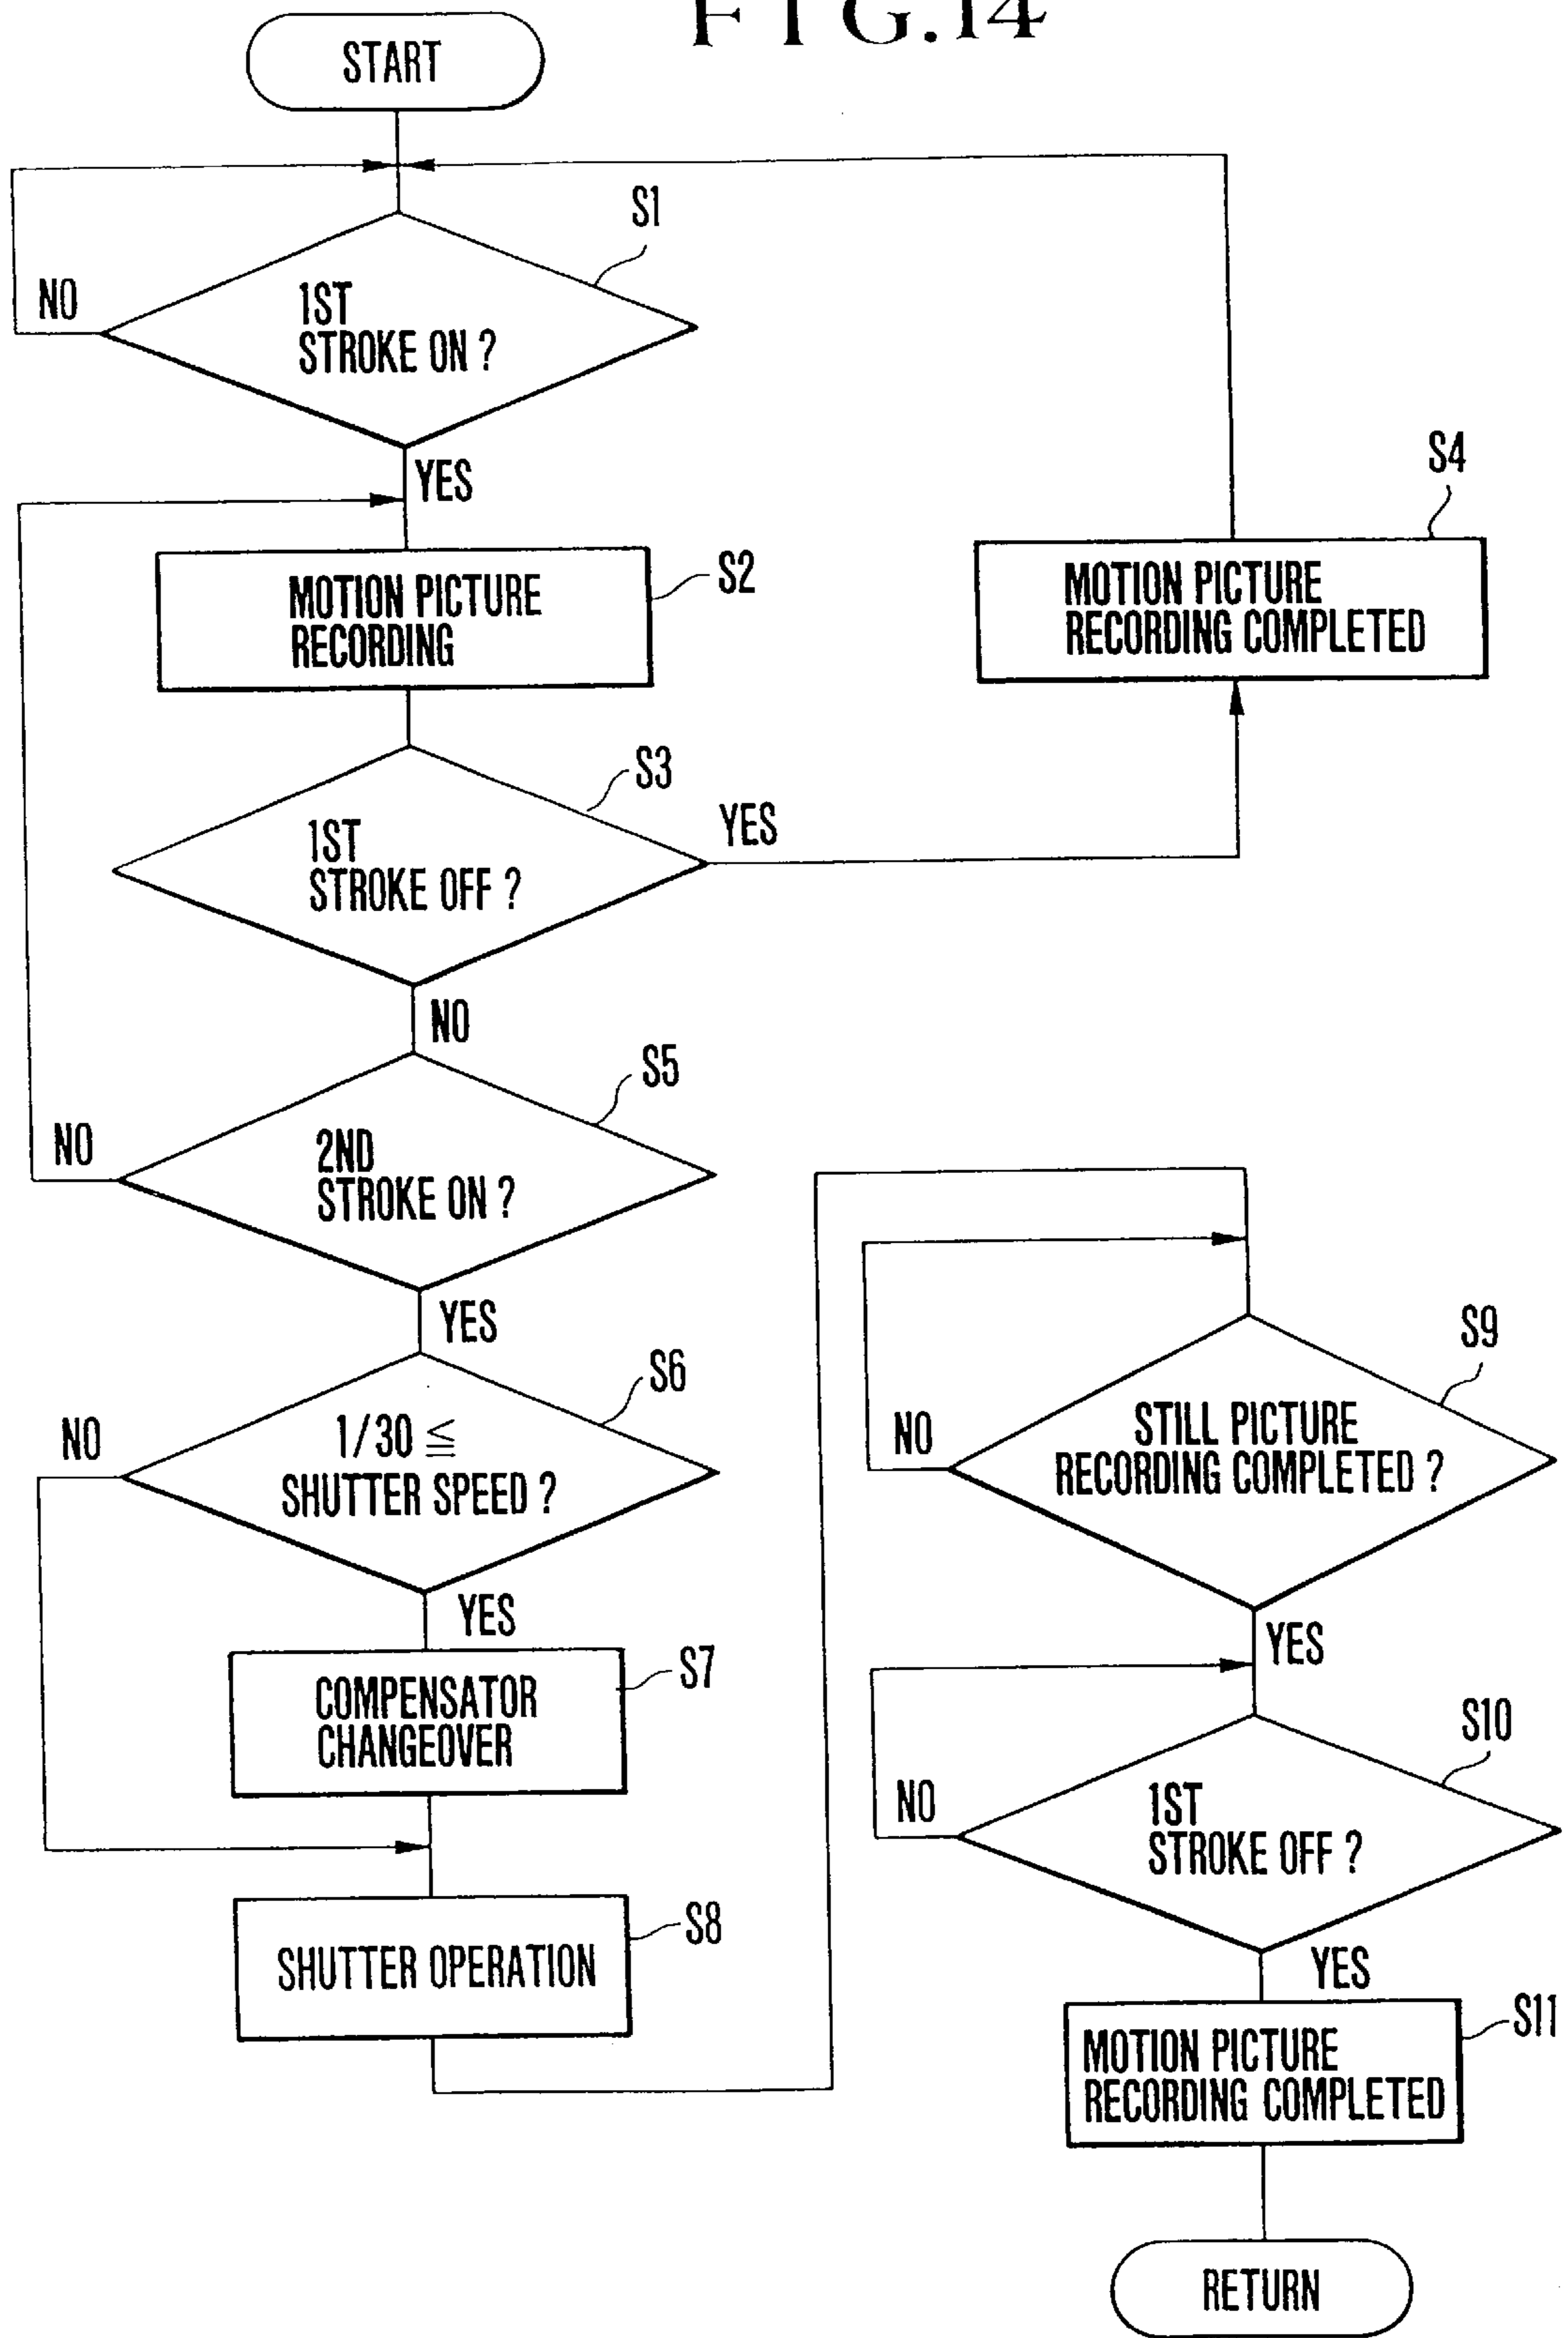 FIG.14
START
S1
NO
1ST
STROKE ON ?
YES
S2
MOTION PICTURE
RECORDING
S3
1ST
STROKE OFF ?
YES
S4
MOTION PICTURE
RECORDING COMPLETED
NO
S5
2ND
STROKE ON ?
NO
YES
S6
1/30 ≦
SHUTTER SPEED ?
NO
YES
S7
COMPENSATOR
CHANGEOVER
S8
SHUTTER OPERATION
S9
STILL PICTURE
RECORDING COMPLETED ?
NO
YES
S10
1ST
STROKE OFF ?
NO
YES
S11
MOTION PICTURE
RECORDING COMPLETED
RETURN